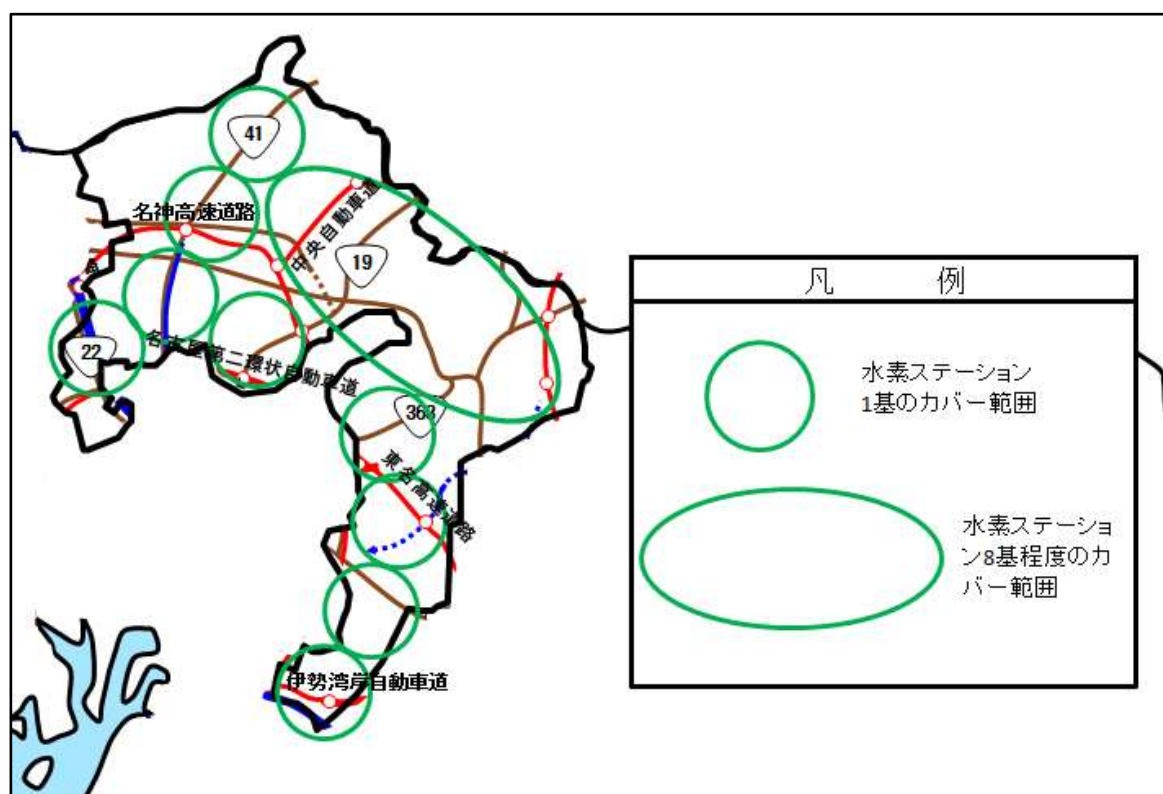 41
名神高速道路
中央自動車道
19
22
名古屋第二環状自動車道
363
東名高速道路
伊勢湾岸自動車道
凡 例
水素ステーション
1基のカバー範囲
水素ステーショ
ン8基程度のカ
バー範囲